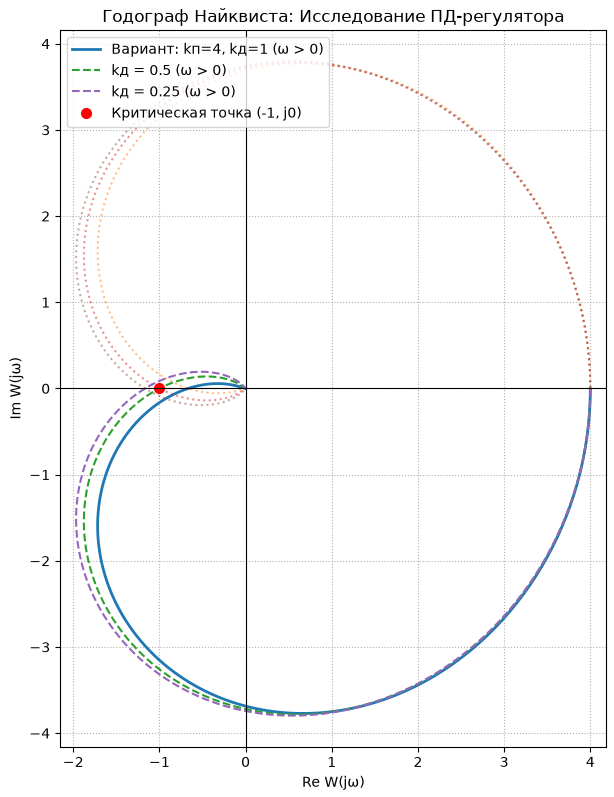 Годограф Найквиста: Исследование ПД-регулятора
Вариант: kп=4, kд=1 (ω > 0)
kд = 0.5 (ω > 0)
kд = 0.25 (ω > 0)
Критическая точка (-1, j0)
4
3
2
1
0
−1
−2
−3
−4
Im W(jω)
−2
−1
0
1
2
3
4
Re W(jω)